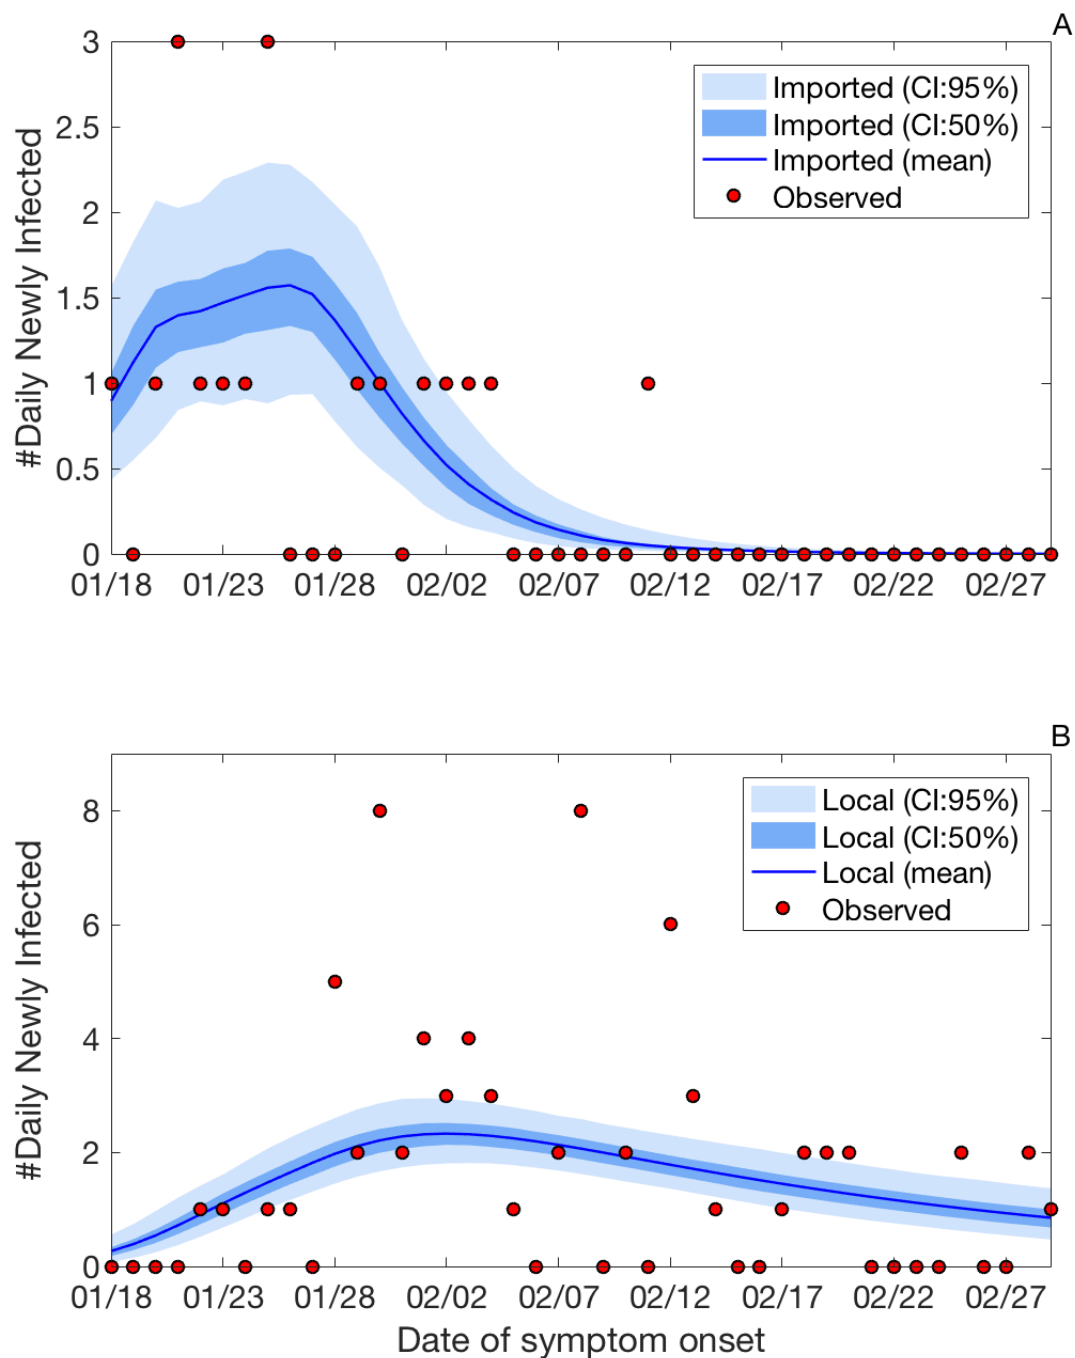 A
3
2.5
2
1.5
1
0.5
0
#Daily Newly Infected
Imported (CI:95%)
Imported (CI:50%)
Imported (mean)
Observed
01/18 01/23 01/28 02/02 02/07 02/12 02/17 02/22 02/27
B
8
6
4
2
0
#Daily Newly Infected
Local (CI:95%)
Local (CI:50%)
Local (mean)
Observed
01/18 01/23 01/28 02/02 02/07 02/12 02/17 02/22 02/27
Date of symptom onset